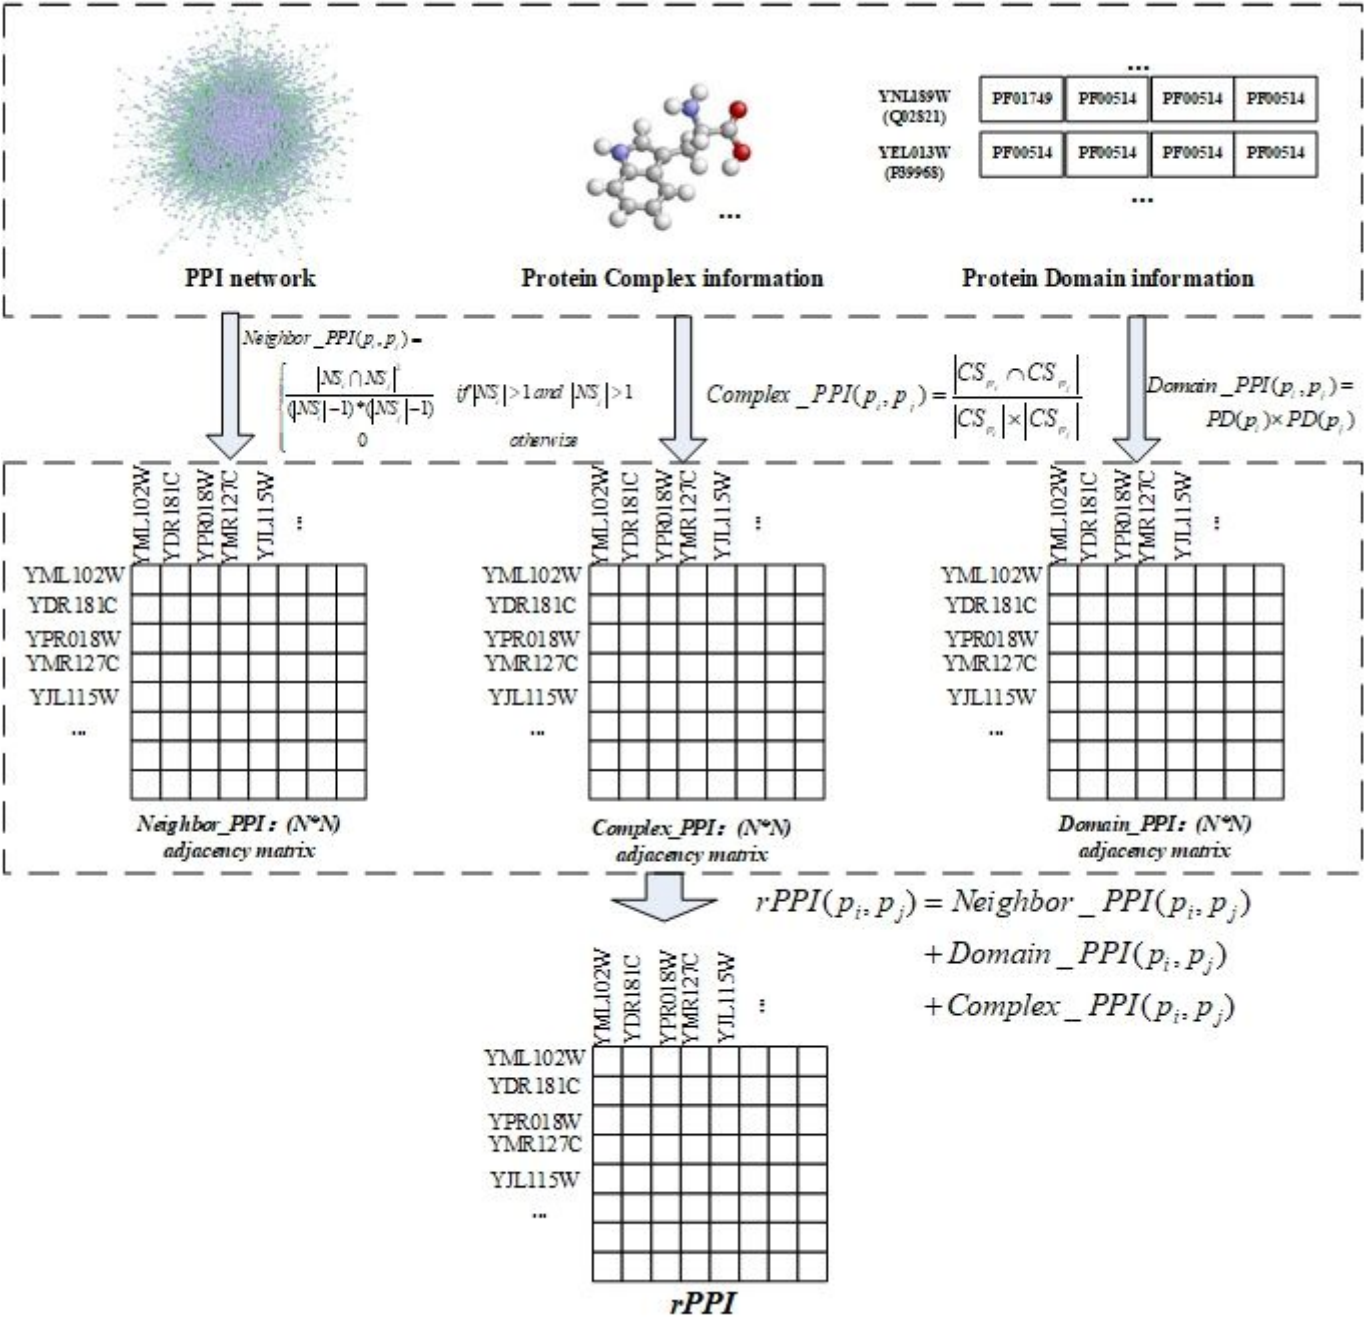 ...
YNL189W
(Q02821)
PF01749 PF00514 PF00514 PF00514
YEL013W
(P39968)
PF00514 PF00514 PF00514 PF00514
...
...
PPI network
Protein Complex information
Protein Domain information
Neighbor_PPI(p_i, p_j) =
|NS_i ∩ NS_j|^2 / ((|NS_i| − 1) * (|NS_j| − 1)) if |NS_i| > 1 and |NS_j| > 1
0 otherwise
Complex_PPI(p_i, p_j) = |CS_{p_i} ∩ CS_{p_j}| / (|CS_{p_i}| × |CS_{p_j}|)
Domain_PPI(p_i, p_j) =
PD(p_i) × PD(p_j)
YML102W YDR181C YPR018W YMR127C YJL115W ...
YML102W
YDR181C
YPR018W
YMR127C
YJL115W
...
Neighbor_PPI: (N*N)
adjacency matrix
YML102W YDR181C YPR018W YMR127C YJL115W ...
YML102W
YDR181C
YPR018W
YMR127C
YJL115W
...
Complex_PPI: (N*N)
adjacency matrix
YML102W YDR181C YPR018W YMR127C YJL115W ...
YML102W
YDR181C
YPR018W
YMR127C
YJL115W
...
Domain_PPI: (N*N)
adjacency matrix
rPPI(p_i, p_j) = Neighbor_PPI(p_i, p_j)
+ Domain_PPI(p_i, p_j)
+ Complex_PPI(p_i, p_j)
YML102W YDR181C YPR018W YMR127C YJL115W ...
YML102W
YDR181C
YPR018W
YMR127C
YJL115W
...
rPPI